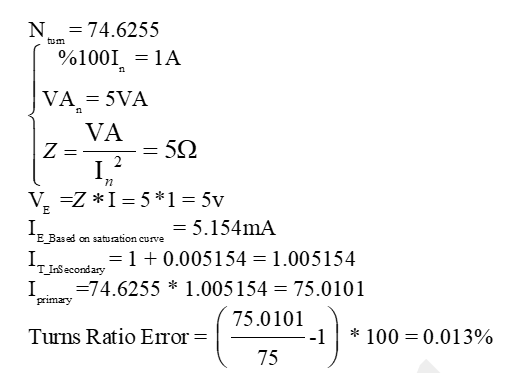 N_turn = 74.6255
%100I_n = 1A
VA_n = 5VA
Z = VA / I_n^2 = 5Ω
V_E =Z * I = 5 *1 = 5v
I_E_Based on saturation curve = 5.154mA
I_T_InSecondary = 1 + 0.005154 = 1.005154
I_primary =74.6255 * 1.005154 = 75.0101
Turns Ratio Error = (75.0101 / 75 -1) * 100 = 0.013%